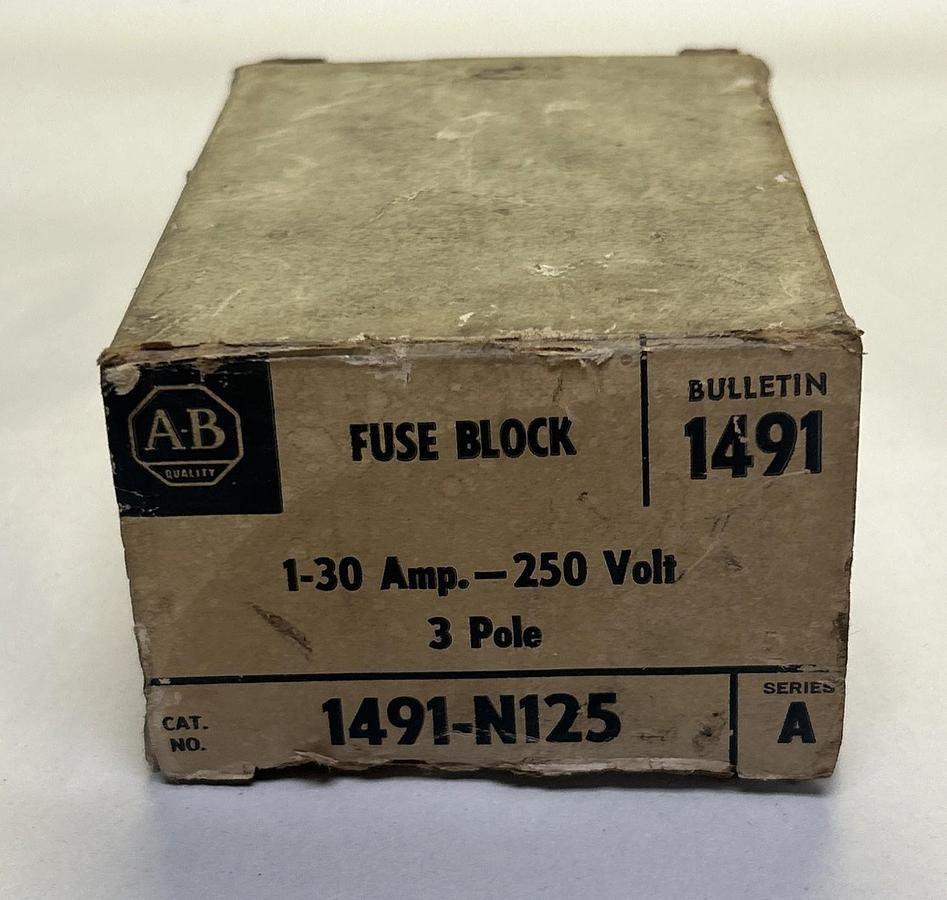 A-B
QUALITY
FUSE BLOCK
BULLETIN
1491
1-30 Amp.—250 Volt
3 Pole
CAT.
NO.
1491-N125
SERIES
A